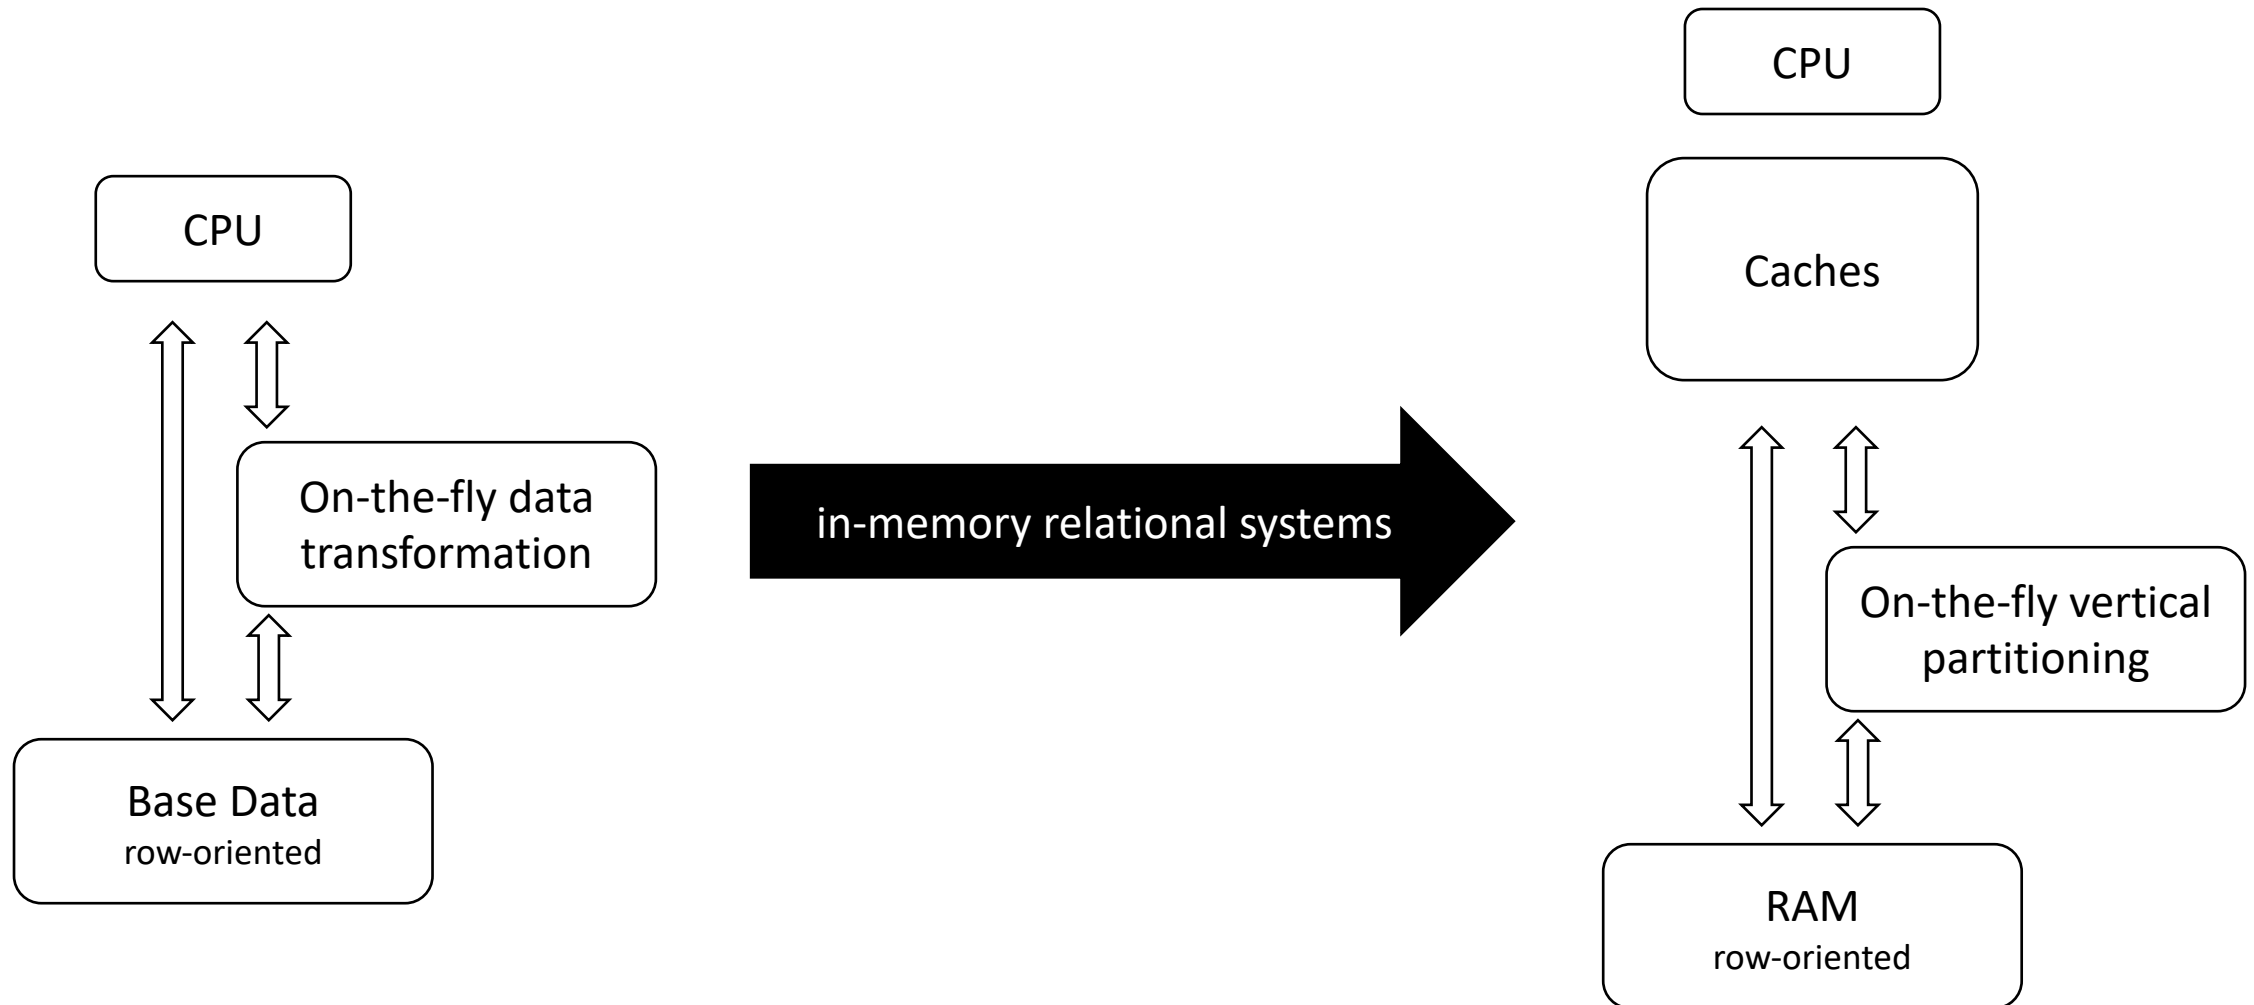 CPU
On-the-fly data
transformation
Base Data
row-oriented
in-memory relational systems
CPU
Caches
On-the-fly vertical
partitioning
RAM
row-oriented